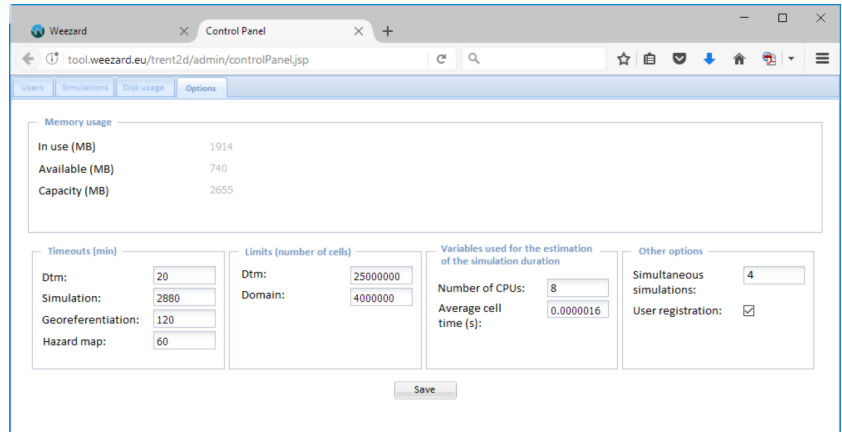 Weezard
Control Panel
tool.weezard.eu/trent2d/admin/controlPanel.jsp
Users Simulations Disk usage Options
Memory usage
In use (MB) 1914
Available (MB) 740
Capacity (MB) 2655
Timeouts (min)
Dtm: 20
Simulation: 2880
Georeferentiation: 120
Hazard map: 60
Limits (number of cells)
Dtm: 25000000
Domain: 4000000
Variables used for the estimation
of the simulation duration
Number of CPUs: 8
Average cell
time (s): 0.0000016
Other options
Simultaneous
simulations: 4
User registration:
Save